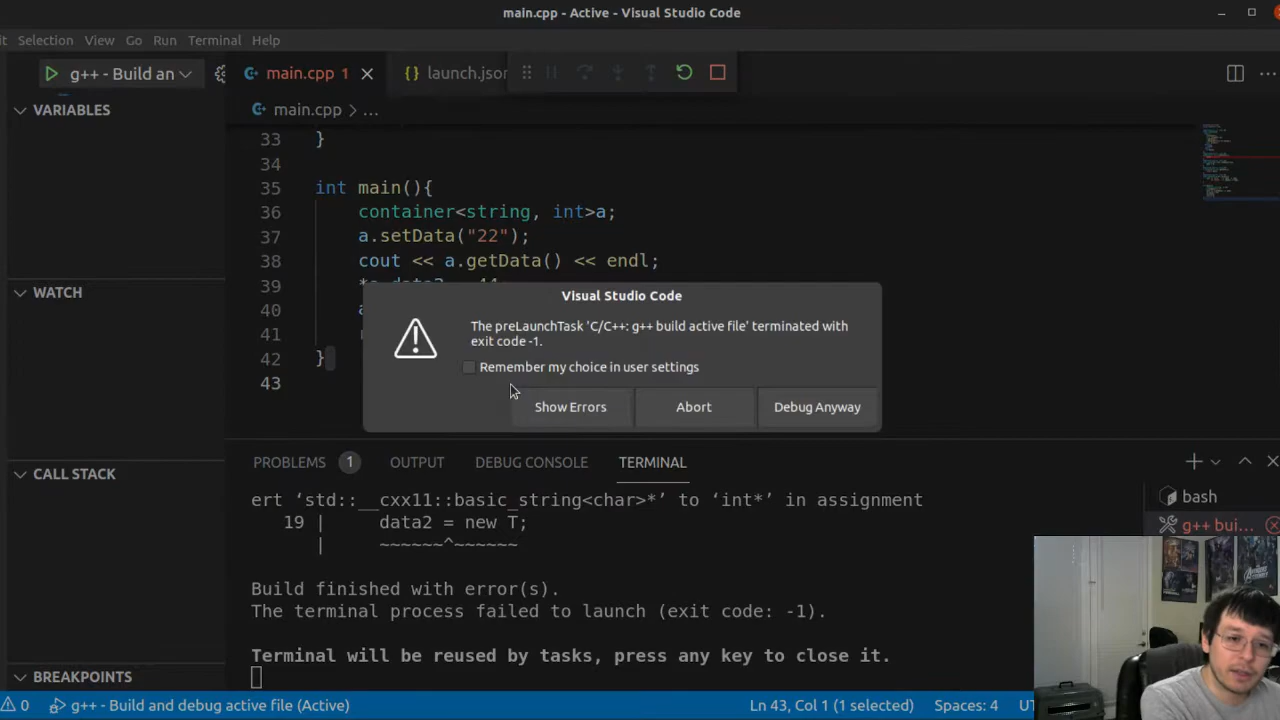 main.cpp - Active - Visual Studio Code
it Selection View Go Run Terminal Help
g++ - Build an
main.cpp 1
launch.json
VARIABLES
main.cpp > ...
33 }
34
35 int main(){
36 container<string, int>a;
37 a.setData("22");
38 cout << a.getData() << endl;
39
40
41
42 }
43
WATCH
Visual Studio Code
The preLaunchTask 'C/C++: g++ build active file' terminated with
exit code -1.
Remember my choice in user settings
Show Errors Abort Debug Anyway
PROBLEMS 1 OUTPUT DEBUG CONSOLE TERMINAL
CALL STACK
ert ‘std::__cxx11::basic_string<char>*’ to ‘int*’ in assignment
19 | data2 = new T;
| ~~~~~~^~~~~~~
Build finished with error(s).
The terminal process failed to launch (exit code: -1).
Terminal will be reused by tasks, press any key to close it.
bash
g++ bui...
BREAKPOINTS
0 g++ - Build and debug active file (Active) Ln 43, Col 1 (1 selected) Spaces: 4 UT